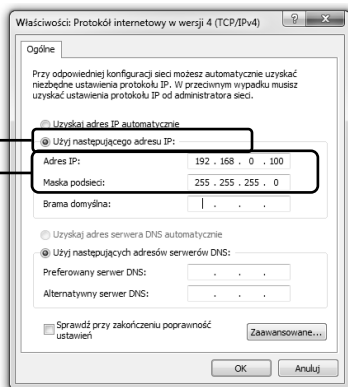 Właściwości: Protokół internetowy w wersji 4 (TCP/IPv4)
Ogólne
Przy odpowiedniej konfiguracji sieci możesz automatycznie uzyskać
niezbędne ustawienia protokołu IP. W przeciwnym wypadku musisz
uzyskać ustawienia protokołu IP od administratora sieci.
Uzyskaj adres IP automatycznie
Użyj następującego adresu IP:
Adres IP: 192 . 168 . 0 . 100
Maska podsieci: 255 . 255 . 255 . 0
Brama domyślna: . . .
Uzyskaj adres serwera DNS automatycznie
Użyj następujących adresów serwerów DNS:
Preferowany serwer DNS: . . .
Alternatywny serwer DNS: . . .
Sprawdź przy zakończeniu poprawność
ustawień
Zaawansowane...
OK Anuluj